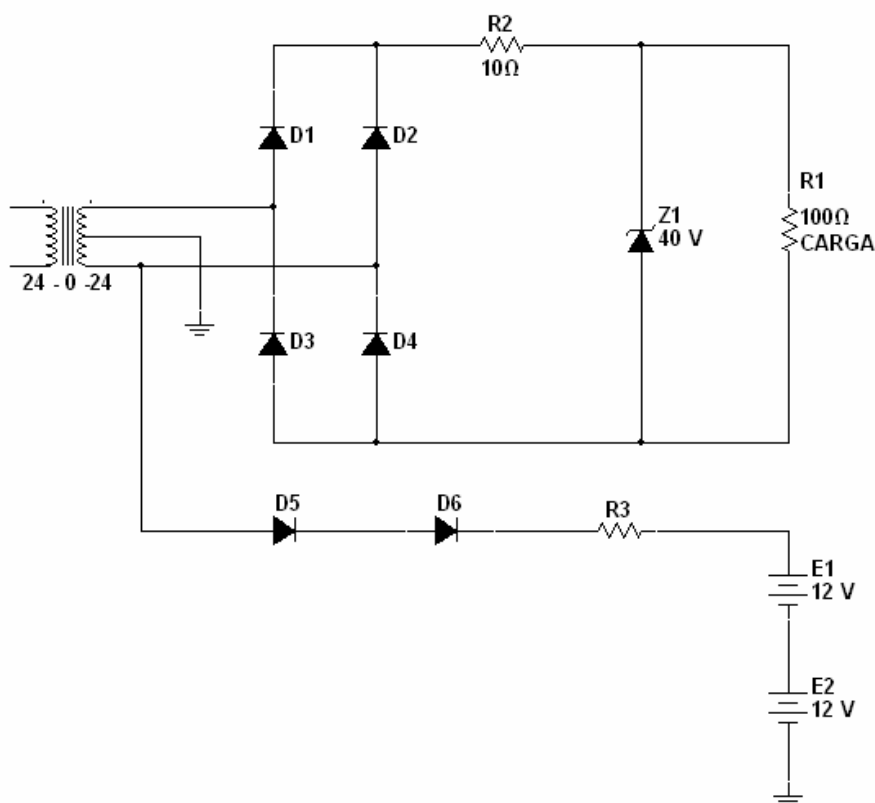 R2
10Ω
D1
D2
R1
100Ω
CARGA
Z1
40 V
24 - 0 -24
D3
D4
D5
D6
R3
E1
12 V
E2
12 V